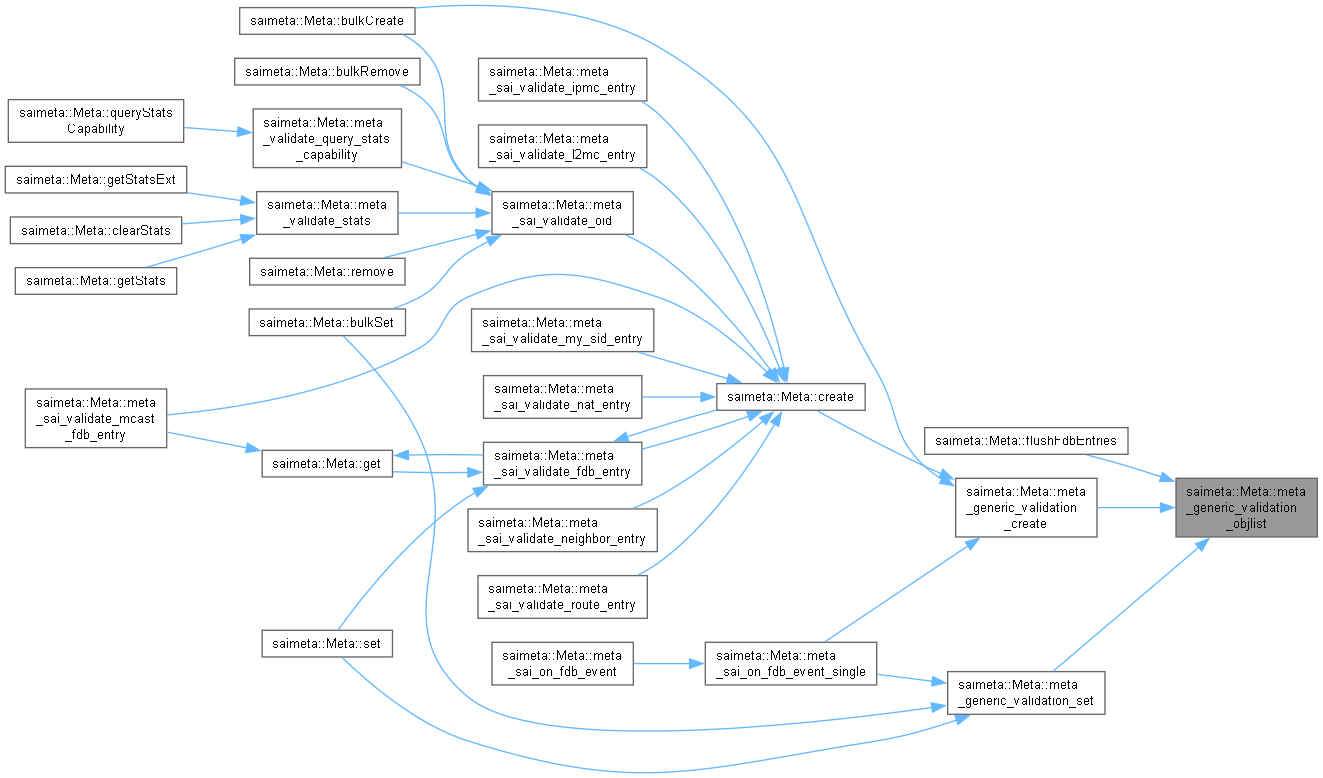 saimeta::Meta::bulkCreate
saimeta::Meta::bulkRemove
saimeta::Meta::meta
_sai_validate_ipmc_entry
saimeta::Meta::queryStats
Capability
saimeta::Meta::meta
_validate_query_stats
_capability
saimeta::Meta::meta
_sai_validate_l2mc_entry
saimeta::Meta::getStatsExt
saimeta::Meta::meta
_validate_stats
saimeta::Meta::meta
_sai_validate_oid
saimeta::Meta::clearStats
saimeta::Meta::getStats
saimeta::Meta::remove
saimeta::Meta::bulkSet
saimeta::Meta::meta
_sai_validate_my_sid_entry
saimeta::Meta::meta
_sai_validate_nat_entry
saimeta::Meta::create
saimeta::Meta::meta
_sai_validate_mcast
_fdb_entry
saimeta::Meta::get
saimeta::Meta::meta
_sai_validate_fdb_entry
saimeta::Meta::flushFdbEntries
saimeta::Meta::meta
_generic_validation
_create
saimeta::Meta::meta
_generic_validation
_objlist
saimeta::Meta::meta
_sai_validate_neighbor_entry
saimeta::Meta::meta
_sai_validate_route_entry
saimeta::Meta::set
saimeta::Meta::meta
_sai_on_fdb_event
saimeta::Meta::meta
_sai_on_fdb_event_single
saimeta::Meta::meta
_generic_validation_set